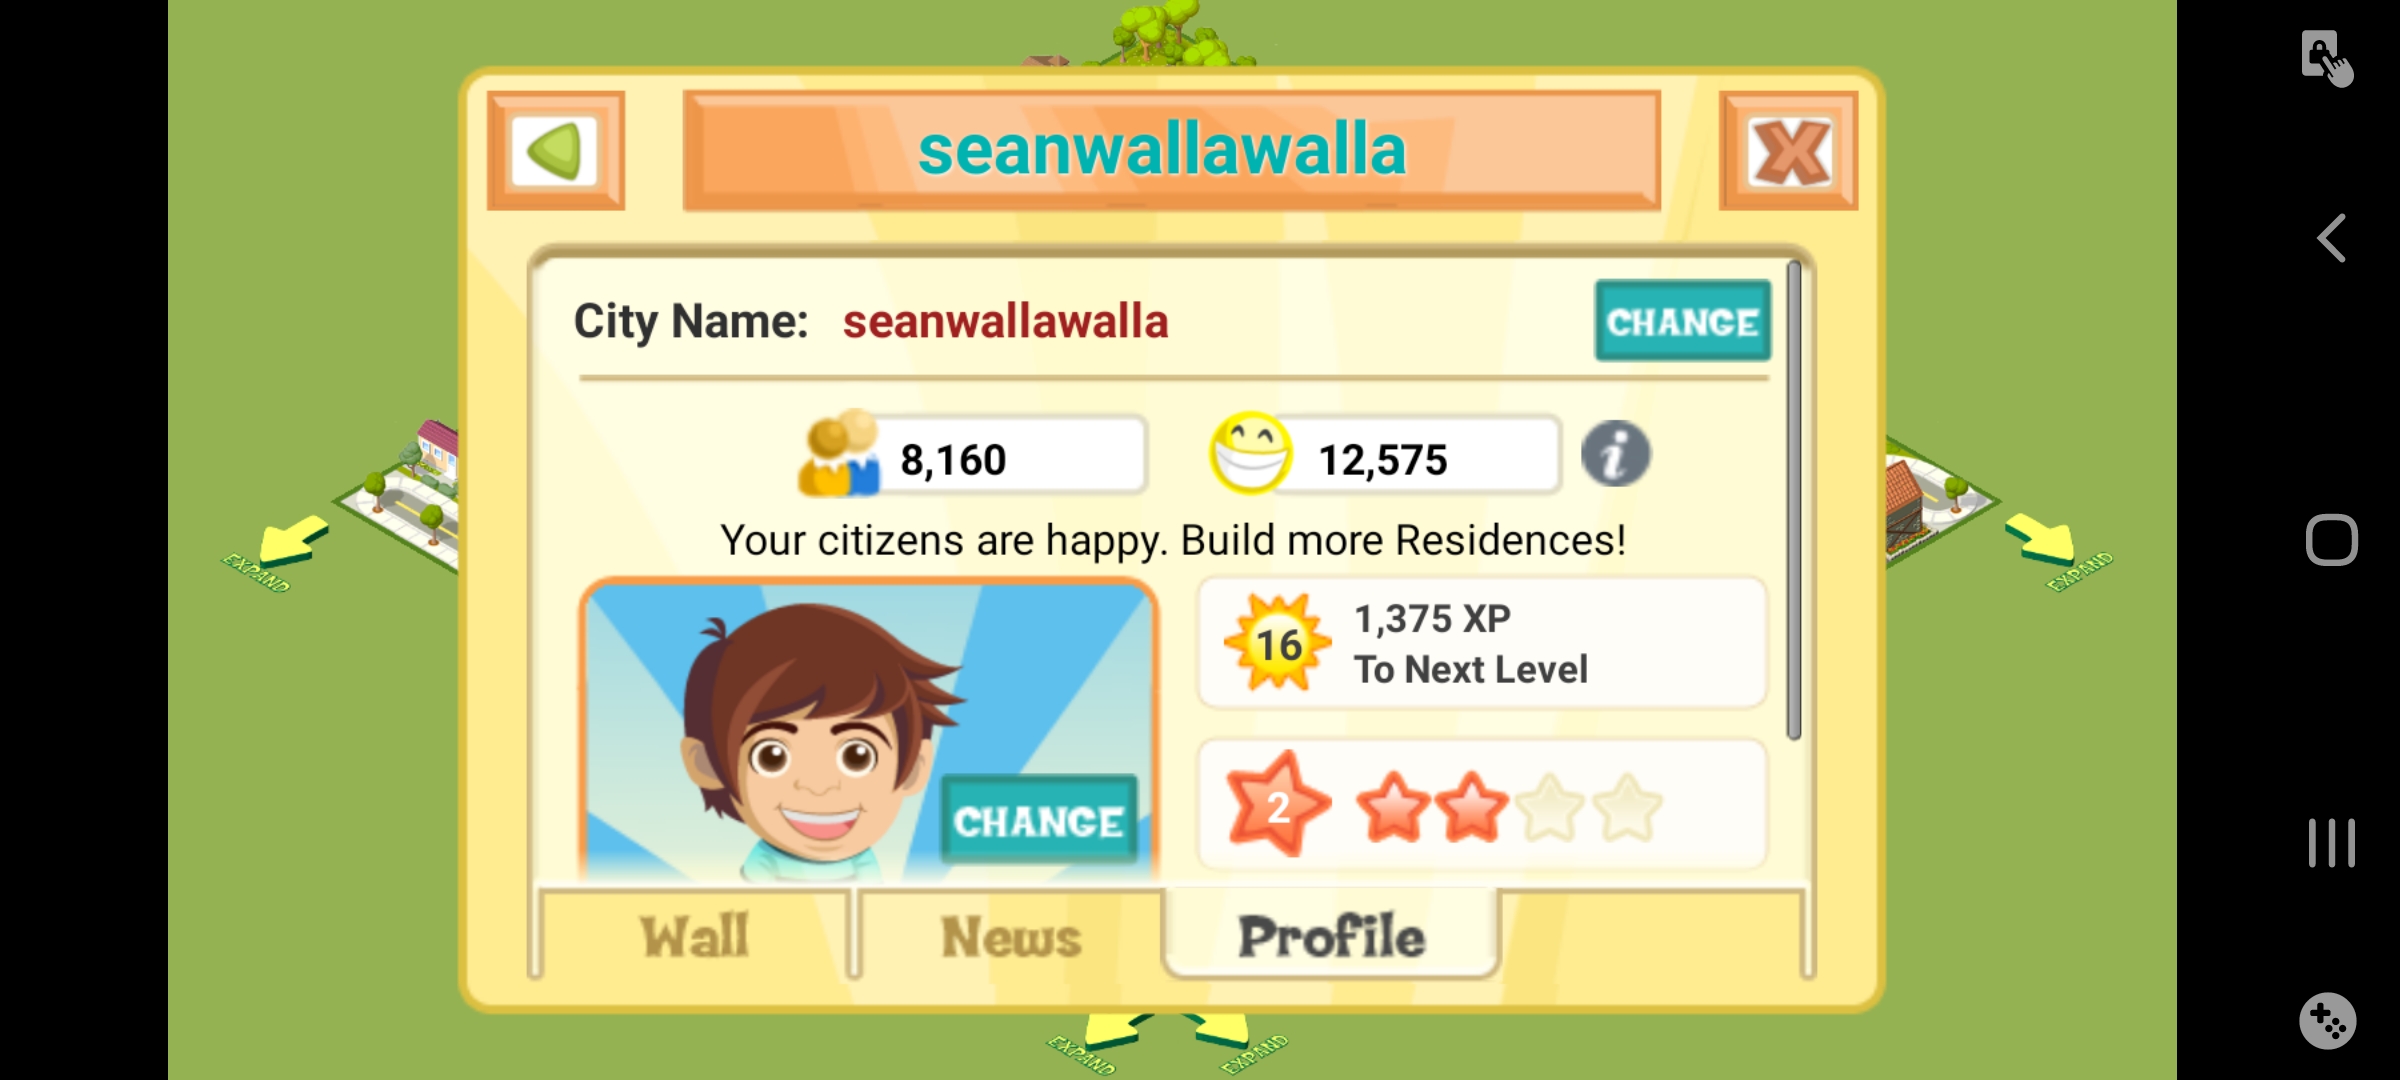 seanwallawalla
City Name: seanwallawalla
CHANGE
8,160
12,575
i
Your citizens are happy. Build more Residences!
16
1,375 XP
To Next Level
CHANGE
2
Wall
News
Profile
EXPAND
EXPAND
EXPAND
EXPAND